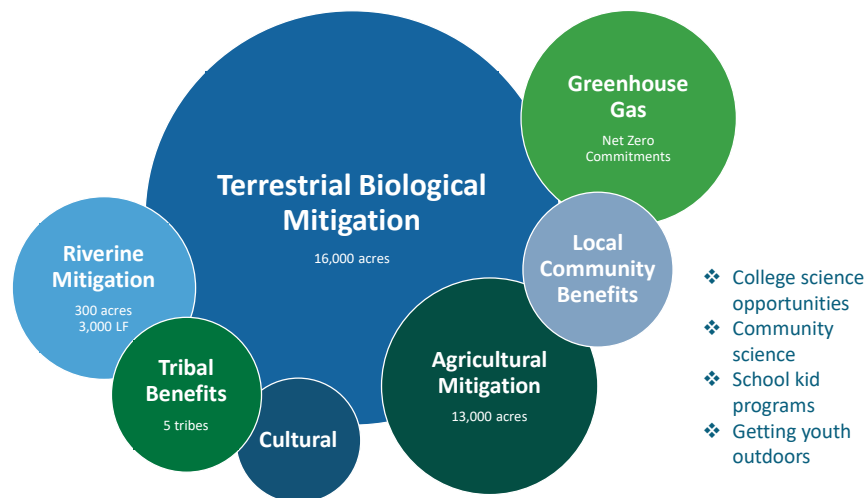 Greenhouse
Gas
Net Zero
Commitments
Terrestrial Biological
Mitigation
16,000 acres
Riverine
Mitigation
300 acres
3,000 LF
Local
Community
Benefits
Tribal
Benefits
5 tribes
Cultural
Agricultural
Mitigation
13,000 acres
❖ College science
opportunities
❖ Community
science
❖ School kid
programs
❖ Getting youth
outdoors